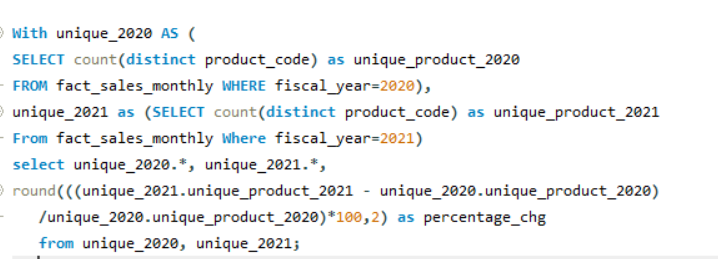 With unique_2020 AS (
SELECT count(distinct product_code) as unique_product_2020
FROM fact_sales_monthly WHERE fiscal_year=2020),
unique_2021 as (SELECT count(distinct product_code) as unique_product_2021
From fact_sales_monthly Where fiscal_year=2021)
select unique_2020.*, unique_2021.*,
round(((unique_2021.unique_product_2021 - unique_2020.unique_product_2020)
/unique_2020.unique_product_2020)*100,2) as percentage_chg
from unique_2020, unique_2021;